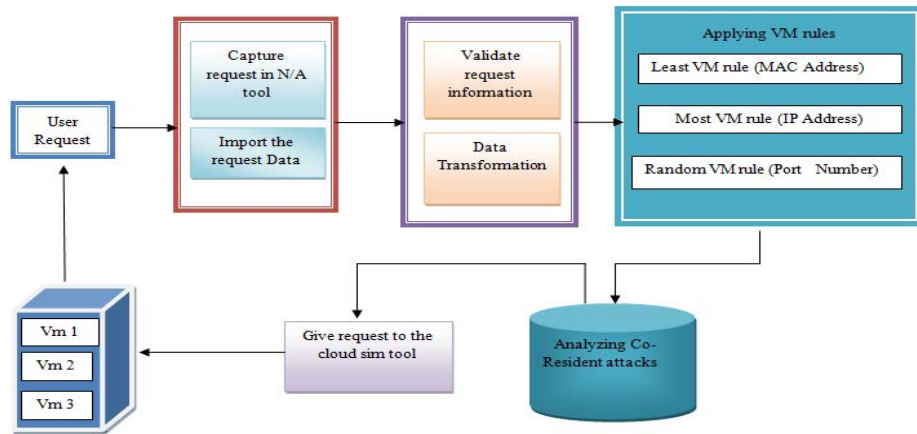 User
Request
Capture
request in N/A
tool
Import the
request Data
Validate
request
information
Data
Transformation
Applying VM rules
Least VM rule (MAC Address)
Most VM rule (IP Address)
Random VM rule (Port Number)
Vm 1
Vm 2
Vm 3
Give request to the
cloud sim tool
Analyzing Co-
Resident attacks